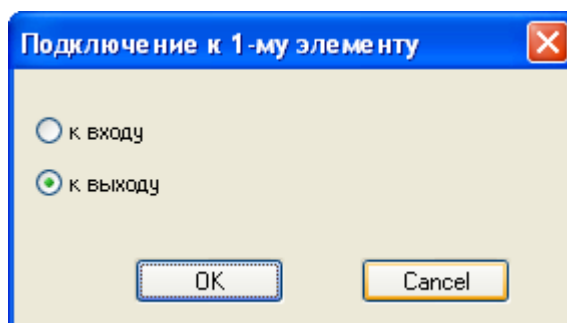 Подключение к 1-му элементу
к входу
к выходу
OK
Cancel